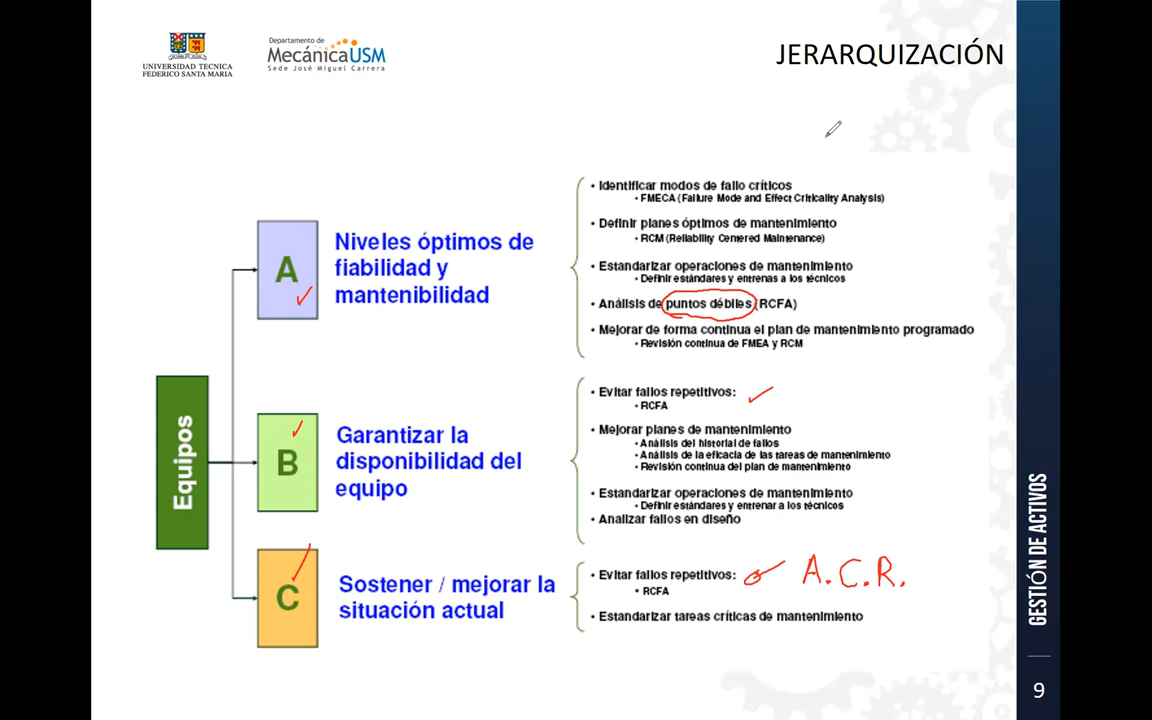 UNIVERSIDAD TECNICA
FEDERICO SANTA MARIA
Departamento de
MecánicaUSM
Sede José Miguel Carrera
JERARQUIZACIÓN
Equipos
A
Niveles óptimos de
fiabilidad y
mantenibilidad
• Identificar modos de fallo críticos
• FMECA (Failure Mode and Effect Criticality Analysis)
• Definir planes óptimos de mantenimiento
• RCM (Reliability Centered Maintenance)
• Estandarizar operaciones de mantenimiento
• Definir estándares y entrenas a los técnicos
• Análisis de puntos débiles (RCFA)
• Mejorar de forma continua el plan de mantenimiento programado
• Revisión continua de FMEA y RCM
B
Garantizar la
disponibilidad del
equipo
• Evitar fallos repetitivos:
• RCFA
• Mejorar planes de mantenimiento
• Análisis del historial de fallos
• Análisis de la eficacia de las tareas de mantenimiento
• Revisión continua del plan de mantenimiento
• Estandarizar operaciones de mantenimiento
• Definir estándares y entrenar a los técnicos
• Analizar fallos en diseño
C
Sostener / mejorar la
situación actual
• Evitar fallos repetitivos:
A.C.R.
• RCFA
• Estandarizar tareas críticas de mantenimiento
GESTIÓN DE ACTIVOS
9